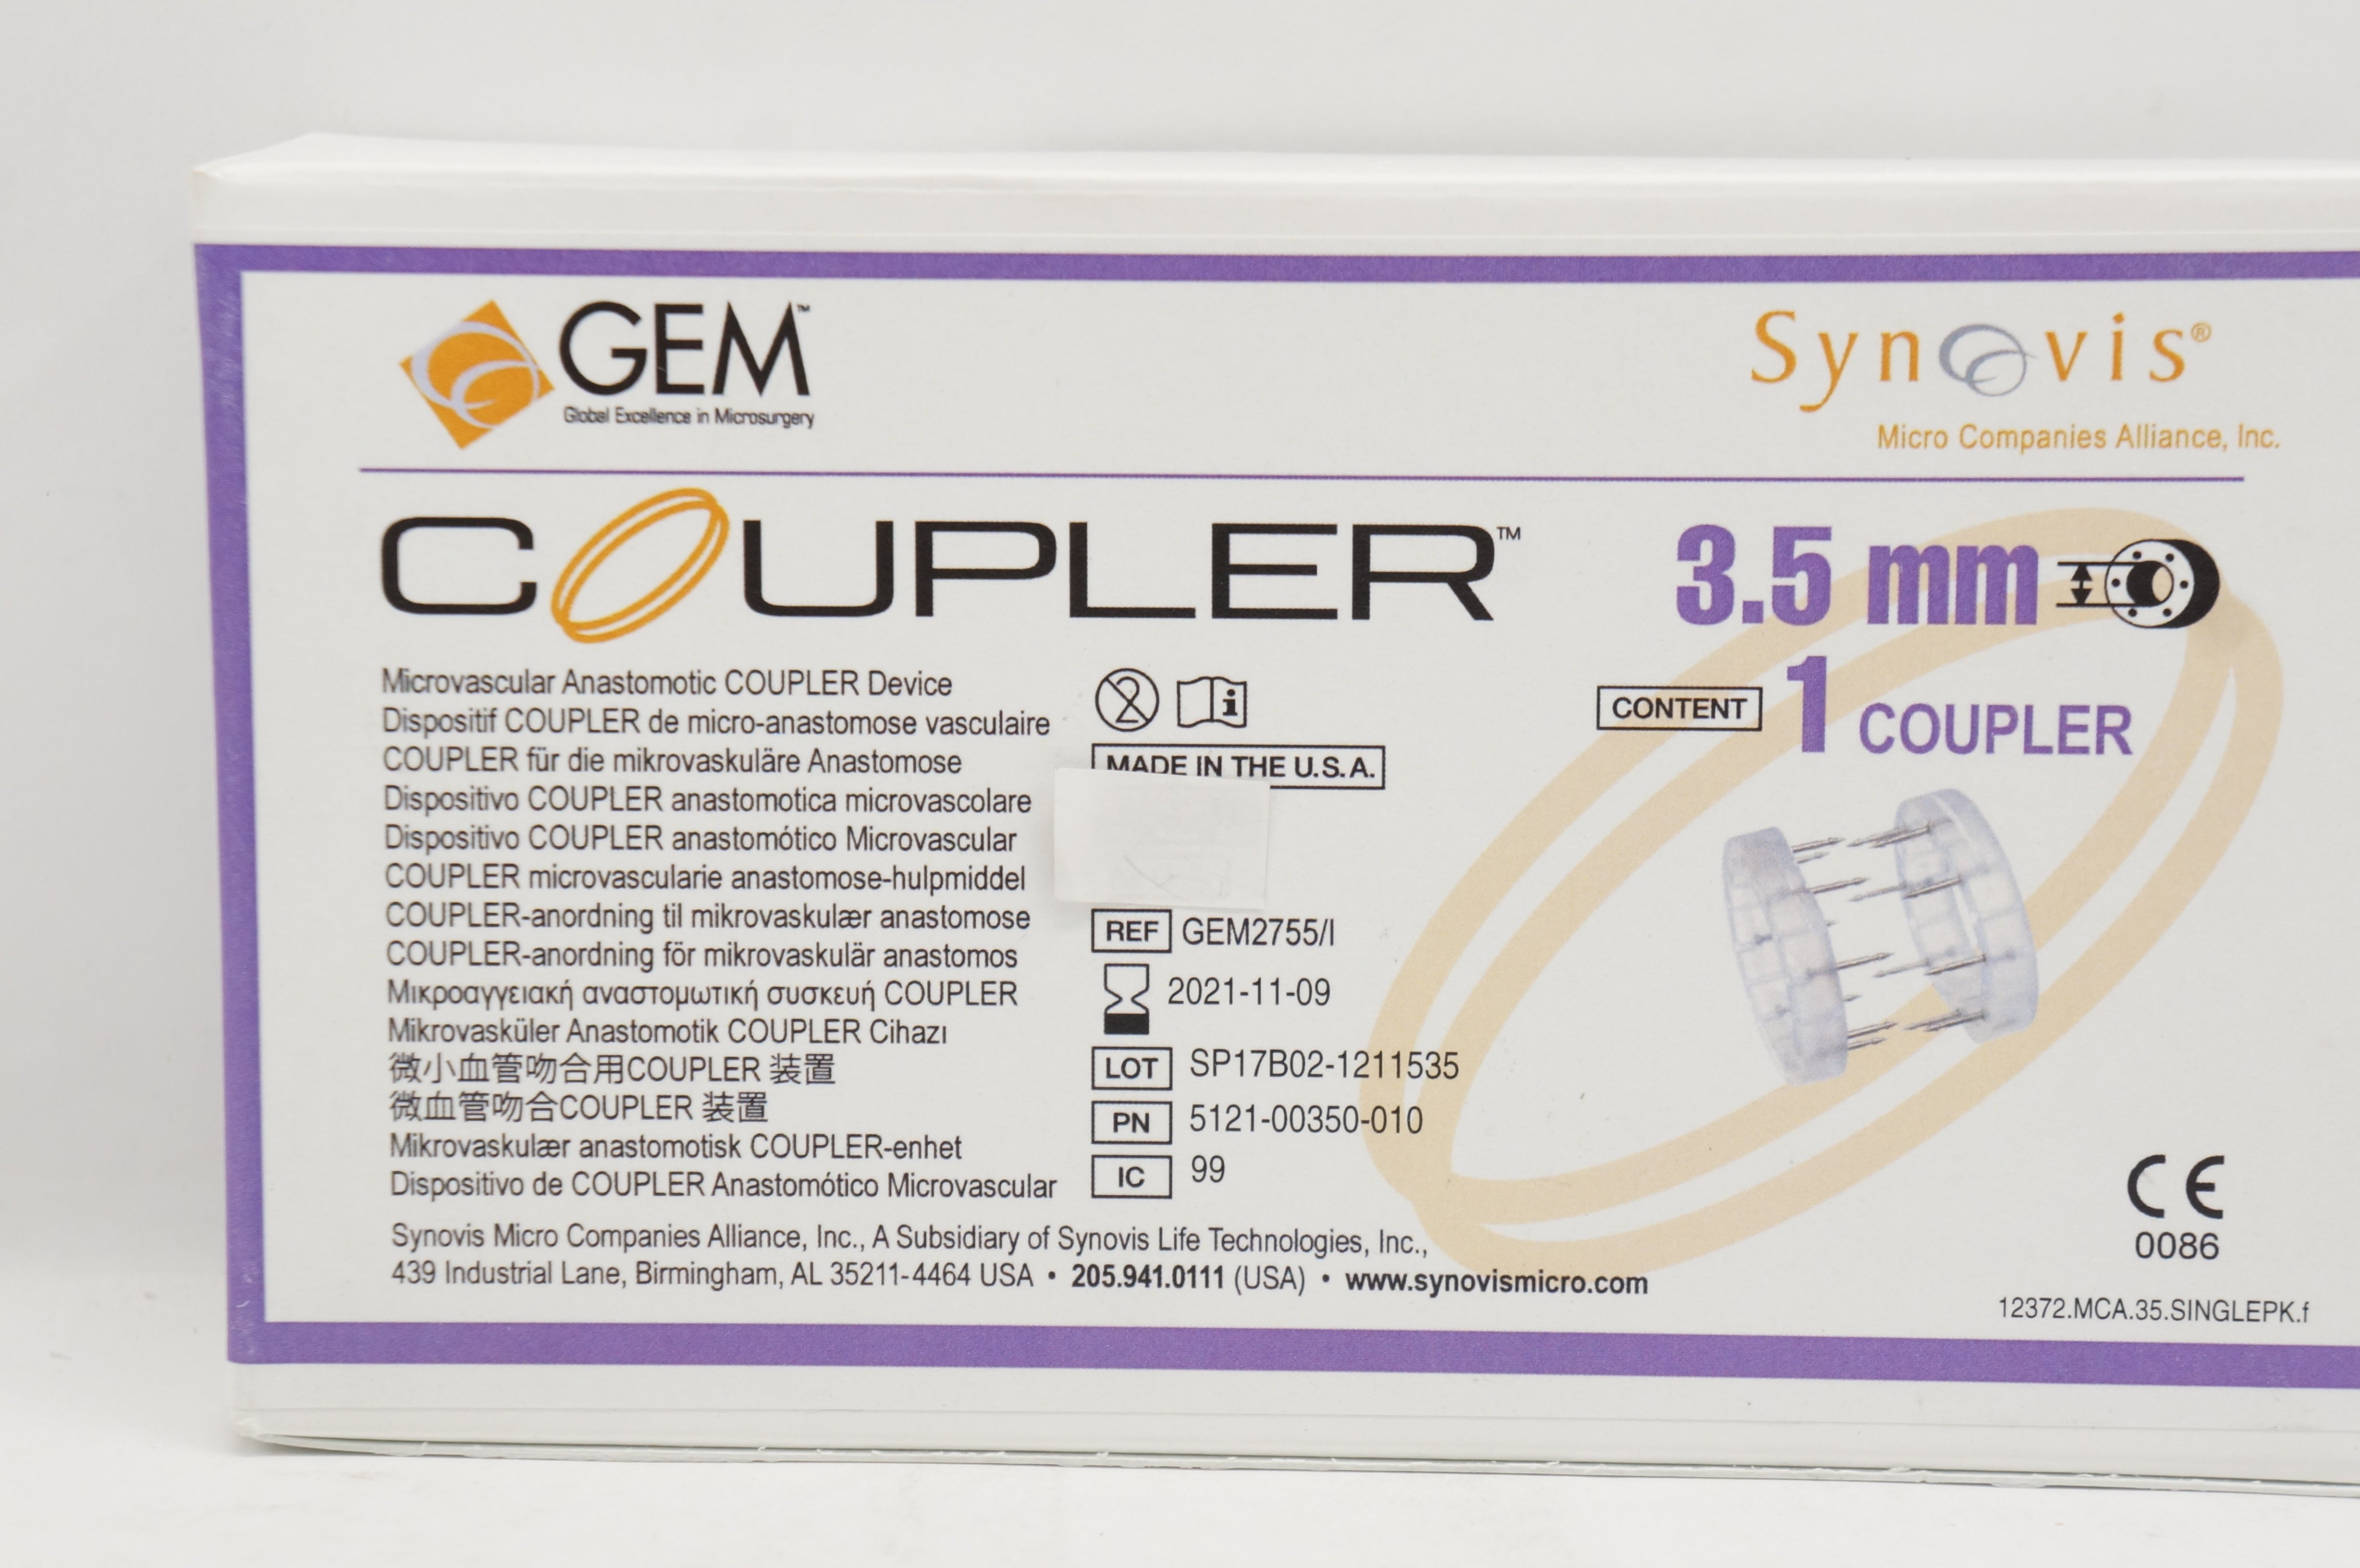 GEM™
Global Excellence in Microsurgery
Synovis®
Micro Companies Alliance, Inc.
COUPLER™
3.5 mm
CONTENT 1 COUPLER
Microvascular Anastomotic COUPLER Device
Dispositif COUPLER de micro-anastomose vasculaire
COUPLER für die mikrovaskuläre Anastomose
Dispositivo COUPLER anastomotica microvascolare
Dispositivo COUPLER anastomótico Microvascular
COUPLER microvascularie anastomose-hulpmiddel
COUPLER-anordning til mikrovaskulær anastomose
COUPLER-anordning för mikrovaskulär anastomos
Μικροαγγειακή αναστομωτική συσκευή COUPLER
Mikrovasküler Anastomotik COUPLER Cihazı
微小血管吻合用COUPLER 装置
微血管吻合COUPLER 装置
Mikrovaskulær anastomotisk COUPLER-enhet
Dispositivo de COUPLER Anastomótico Microvascular
2
MADE IN THE U.S.A.
REF GEM2755/I
2021-11-09
LOT SP17B02-1211535
PN 5121-00350-010
IC 99
Synovis Micro Companies Alliance, Inc., A Subsidiary of Synovis Life Technologies, Inc.,
439 Industrial Lane, Birmingham, AL 35211-4464 USA • 205.941.0111 (USA) • www.synovismicro.com
CE
0086
12372.MCA.35.SINGLEPK.f